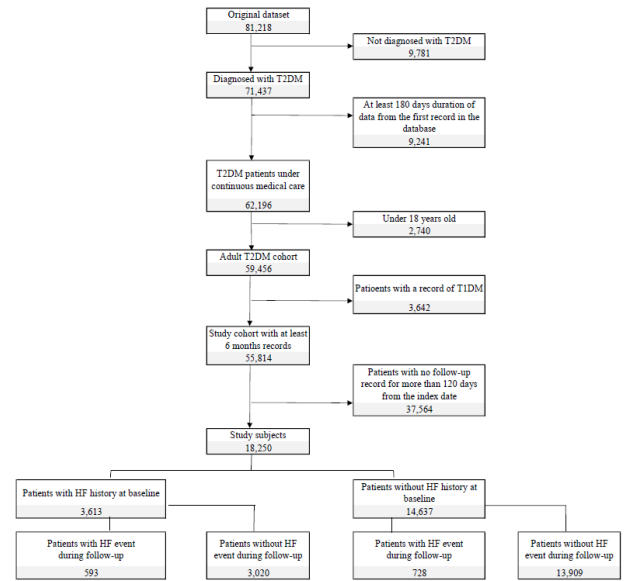 Original dataset
81,218
Not diagnosed with T2DM
9,781
Diagnosed with T2DM
71,437
At least 180 days duration of
data from the first record in the
database
9,241
T2DM patients under
continuous medical care
62,196
Under 18 years old
2,740
Adult T2DM cohort
59,456
Patioents with a record of T1DM
3,642
Study cohort with at least
6 months records
55,814
Patients with no follow-up
record for more than 120 days
from the index date
37,564
Study subjects
18,250
Patients with HF history at baseline
3,613
Patients without HF history at
baseline
14,637
Patients with HF event
during follow-up
593
Patients without HF
event during follow-up
3,020
Patients with HF event
during follow-up
728
Patients without HF
event during follow-up
13,909